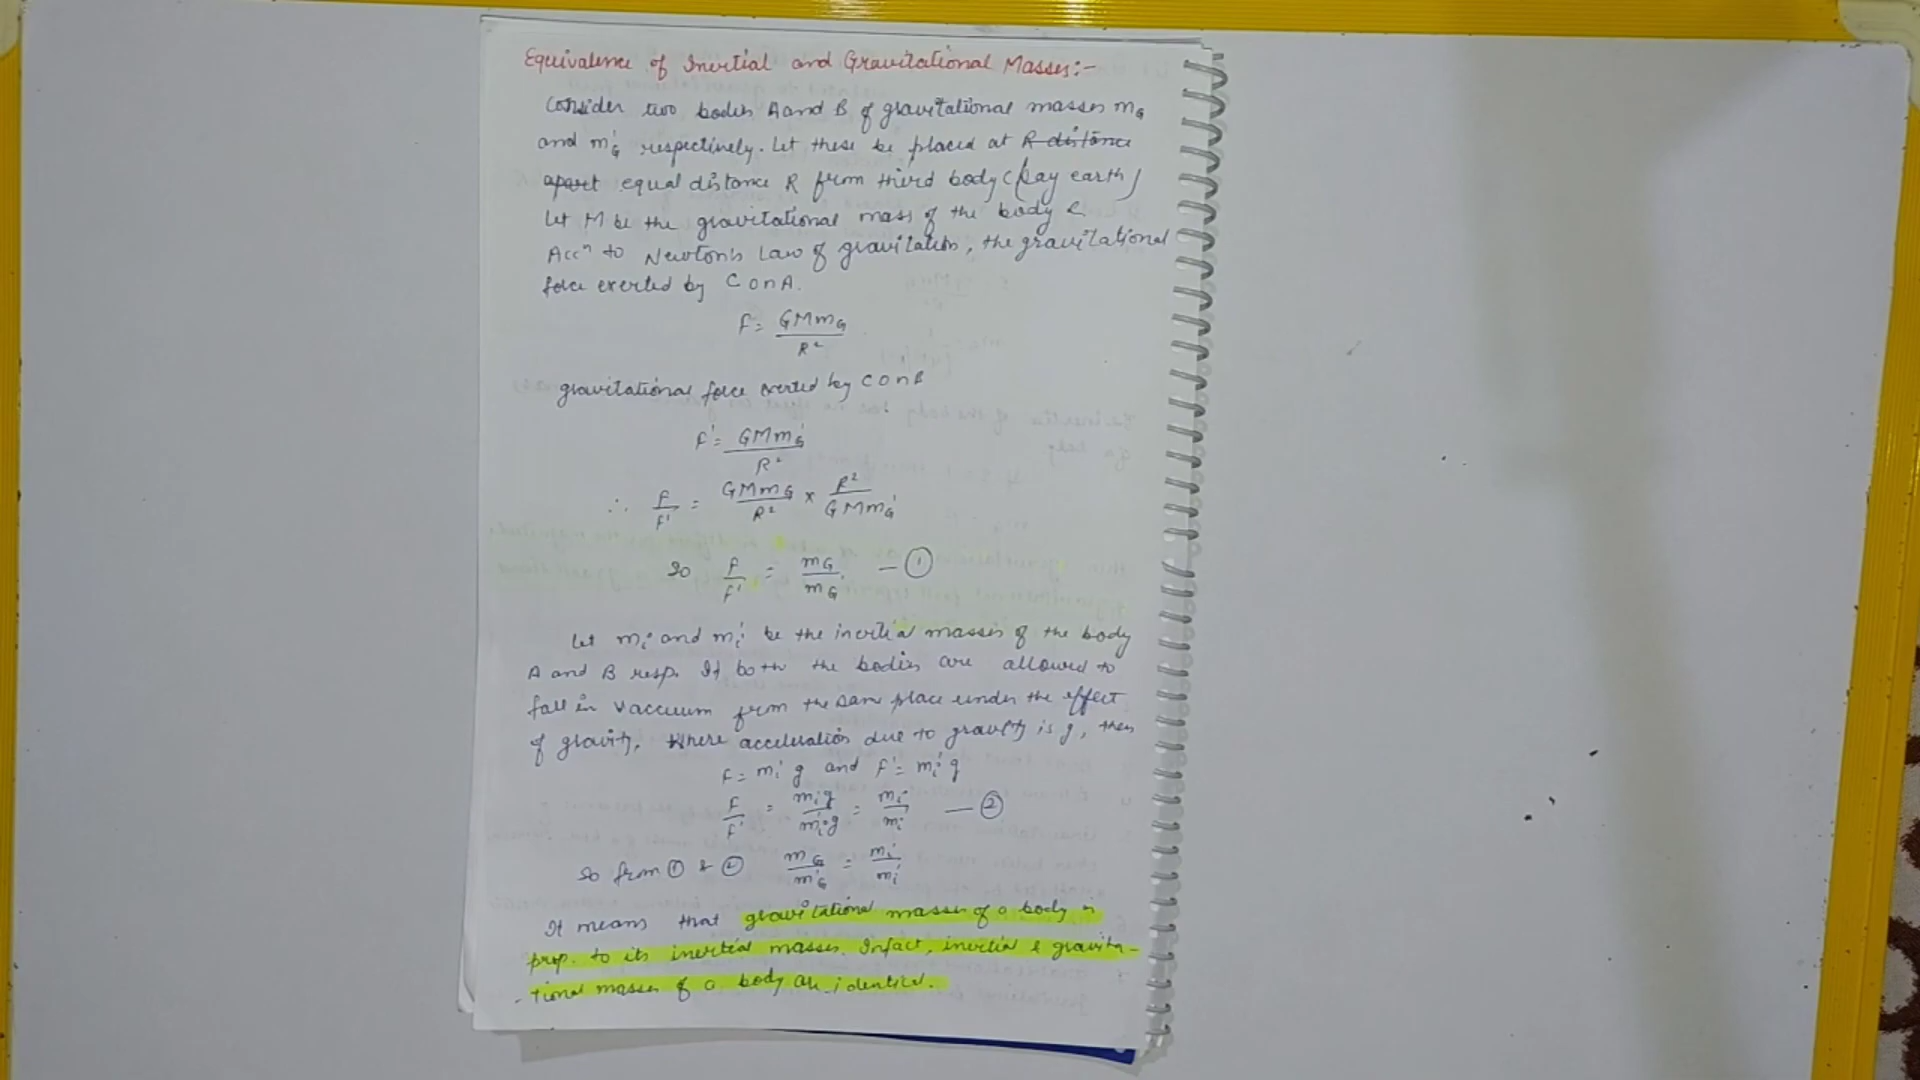 Equivalence of Inertial and Gravitational Masses:-
Consider two bodies A and B of gravitational masses mG
and m'G respectively. Let these be placed at R distance
apart equal distance R from third body (say earth)
Let M be the gravitational mass of the body C.
Accⁿ to Newton's Law of gravitation, the gravitational
force exerted by C on A.
F = GMmG / R²
gravitational force exerted by C on B
F' = GMm'G / R²
∴ F/F' = GMmG/R² × R²/GMm'G
So F/F' = mG/m'G — ①
Let mi and m'i be the inertia masses of the body
A and B resp. If both the bodies are allowed to
fall in vaccuum from the same place under the effect
of gravity. Where acceleration due to gravity is g, then
F = mi g and F' = m'i g
F/F' = mi g/m'i g = mi/m'i — ②
So from ① & ② mG/m'G = mi/m'i
It means that gravitational masses of a body is
prop. to its inertial masses. Infact, inertia & gravita-
-tional masses of a body are identical.